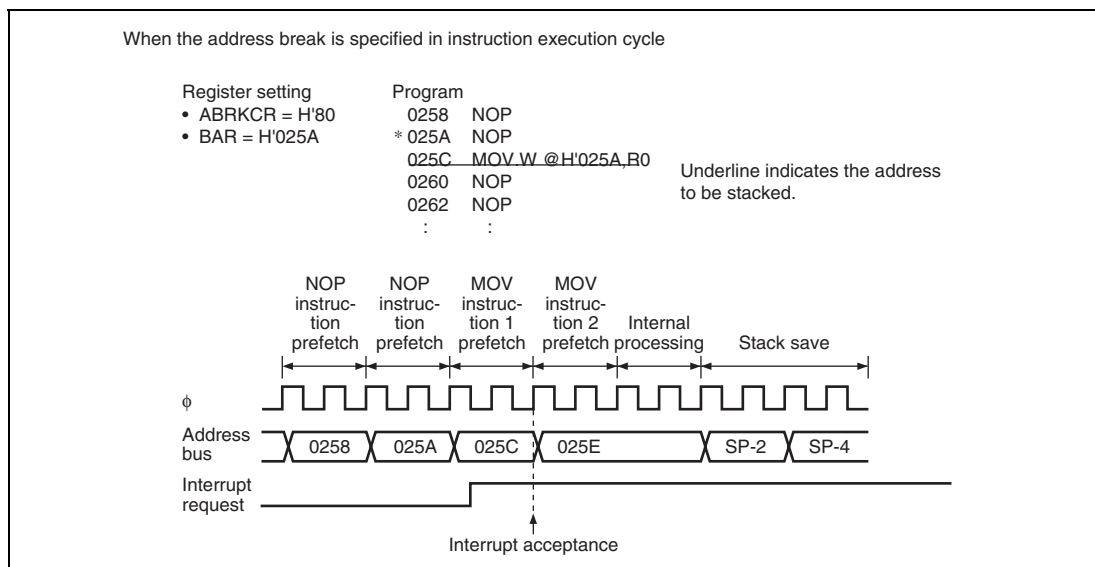 When the address break is specified in instruction execution cycle
Register setting
• ABRKCR = H'80
• BAR = H'025A
Program
0258 NOP
* 025A NOP
025C MOV.W @H'025A,R0
0260 NOP
0262 NOP
: :
Underline indicates the address
to be stacked.
NOP
instruc-
tion
prefetch
NOP
instruc-
tion
prefetch
MOV
instruc-
tion 1
prefetch
MOV
instruc-
tion 2
prefetch
Internal
processing
Stack save
φ
Address
bus
0258 025A 025C 025E SP-2 SP-4
Interrupt
request
Interrupt acceptance